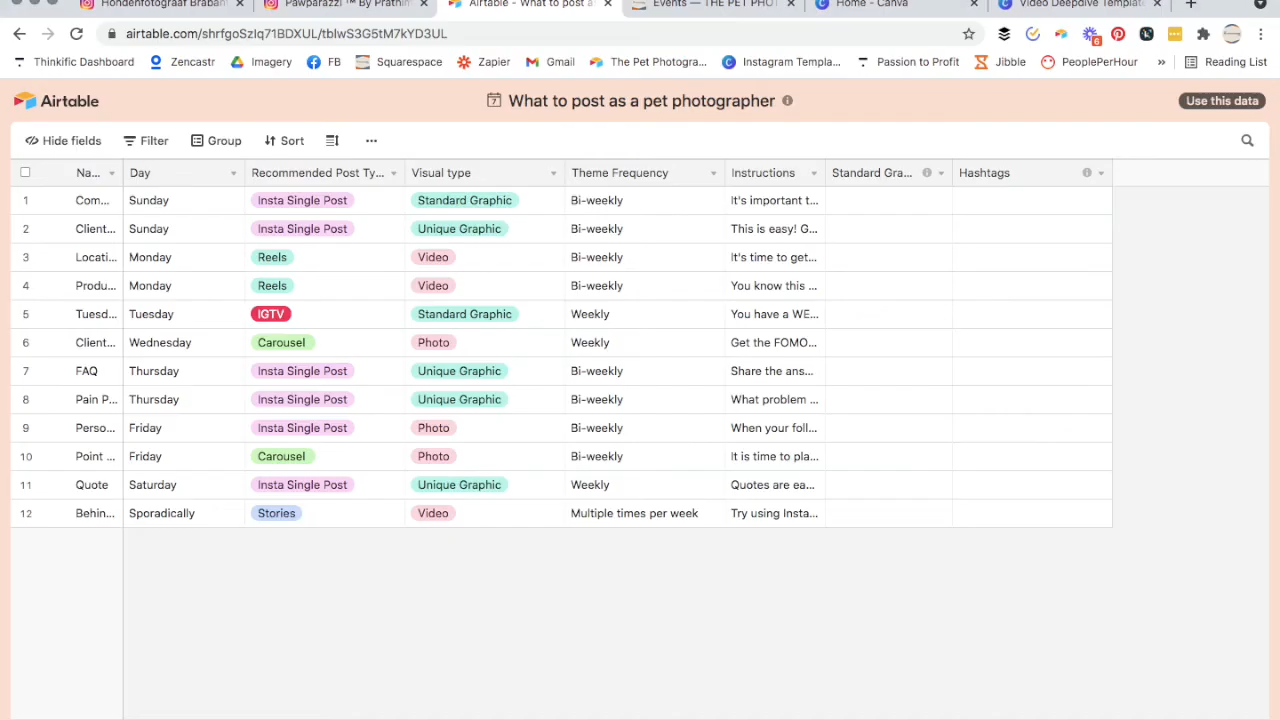 Hondenfotograaf Braban
Pawparazzi ™ By Prathim
Airtable - What to post as a
Events — THE PET PHOT
Home - Canva
Video Deepdive Template
airtable.com/shrfgoSzIq71BDXUL/tblwS3G6tM7kYD3UL
6
Thinkific Dashboard Zencastr Imagery FB Squarespace Zapier Gmail The Pet Photogra... Instagram Templa... Passion to Profit Jibble PeoplePerHour » Reading List
Airtable
7 What to post as a pet photographer
Use this data
Hide fields Filter Group Sort ...
Na... Day Recommended Post Ty... Visual type Theme Frequency Instructions Standard Gra... Hashtags
1 Com... Sunday Insta Single Post Standard Graphic Bi-weekly It's important t...
2 Client... Sunday Insta Single Post Unique Graphic Bi-weekly This is easy! G...
3 Locati... Monday Reels Video Bi-weekly It's time to get...
4 Produ... Monday Reels Video Bi-weekly You know this ...
5 Tuesd... Tuesday IGTV Standard Graphic Weekly You have a WE...
6 Client... Wednesday Carousel Photo Weekly Get the FOMO...
7 FAQ Thursday Insta Single Post Unique Graphic Bi-weekly Share the ans...
8 Pain P... Thursday Insta Single Post Unique Graphic Bi-weekly What problem ...
9 Perso... Friday Insta Single Post Photo Bi-weekly When your foll...
10 Point ... Friday Carousel Photo Bi-weekly It is time to pla...
11 Quote Saturday Insta Single Post Unique Graphic Weekly Quotes are ea...
12 Behin... Sporadically Stories Video Multiple times per week Try using Insta...